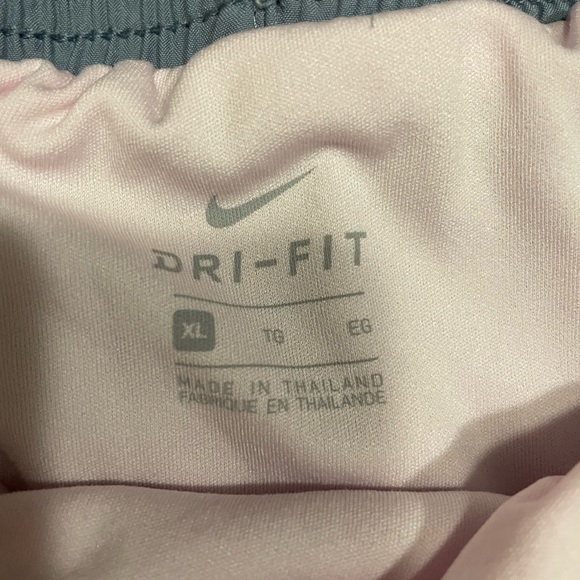 DRI-FIT
XL TG EG
MADE IN THAILAND
FABRIQUE EN THAILANDE